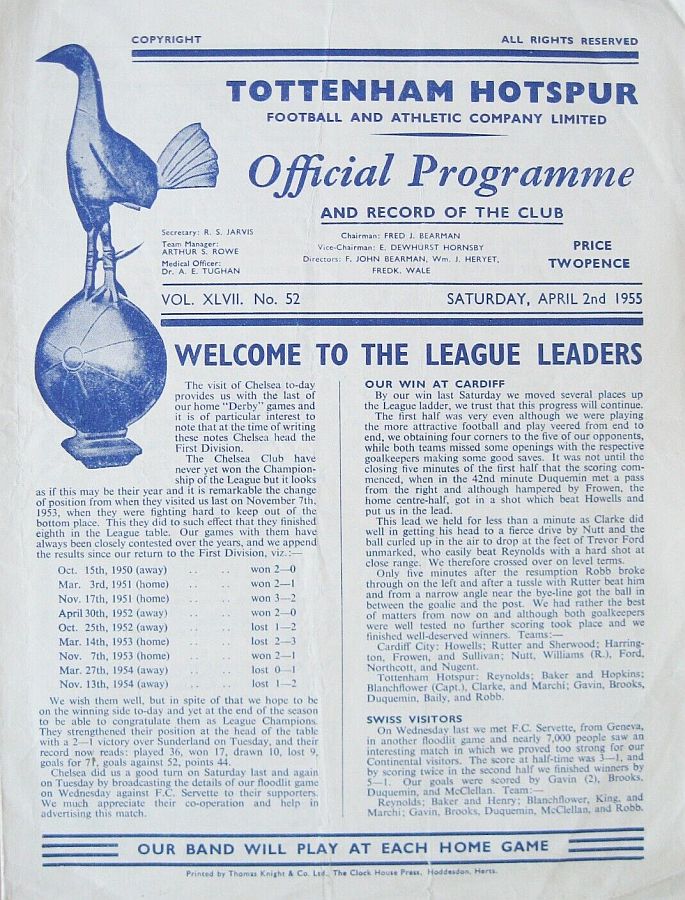 COPYRIGHT
ALL RIGHTS RESERVED
TOTTENHAM HOTSPUR
FOOTBALL AND ATHLETIC COMPANY LIMITED
Official Programme
AND RECORD OF THE CLUB
Secretary: R. S. JARVIS
Team Manager:
ARTHUR S. ROWE
Medical Officer:
Dr. A. E. TUGHAN
Chairman: FRED J. BEARMAN
Vice-Chairman: E. DEWHURST HORNSBY
Directors: F. JOHN BEARMAN, Wm. J. HERYET,
FREDK. WALE
PRICE
TWOPENCE
VOL. XLVII. No. 52
SATURDAY, APRIL 2nd 1955
WELCOME TO THE LEAGUE LEADERS
The visit of Chelsea to-day
provides us with the last of
our home "Derby" games and
it is of particular interest to
note that at the time of writing
these notes Chelsea head the
First Division.
The Chelsea Club have
never yet won the Champion-
ship of the League but it looks
as if this may be their year and it is remarkable the change
of position from when they visited us last on November 7th,
1953, when they were fighting hard to keep out of the
bottom place. This they did to such effect that they finished
eighth in the League table. Our games with them have
always been closely contested over the years, and we append
the results since our return to the First Division, viz.:—
Oct. 15th, 1950 (away) .. .. won 2—0
Mar. 3rd, 1951 (home) .. .. won 2—1
Nov. 17th, 1951 (home) .. .. won 3—2
April 30th, 1952 (away) .. .. won 2—0
Oct. 25th, 1952 (away) .. .. lost 1—2
Mar. 14th, 1953 (home) .. .. lost 2—3
Nov. 7th, 1953 (home) .. .. won 2—1
Mar. 27th, 1954 (away) .. .. lost 0—1
Nov. 13th, 1954 (away) .. .. lost 1—2
We wish them well, but in spite of that we hope to be
on the winning side to-day and yet at the end of the season
to be able to congratulate them as League Champions.
They strengthened their position at the head of the table
with a 2—1 victory over Sunderland on Tuesday, and their
record now reads: played 36, won 17, drawn 10, lost 9,
goals for, goals against 52, points 44.
Chelsea did us a good turn on Saturday last and again
on Tuesday by broadcasting the details of our floodlit game
on Wednesday against F.C. Servette to their supporters.
We much appreciate their co-operation and help in
advertising this match.
OUR WIN AT CARDIFF
By our win last Saturday we moved several places up
the League ladder, we trust that this progress will continue.
The first half was very even although we were playing
the more attractive football and play veered from end to
end, we obtaining four corners to the five of our opponents,
while both teams missed some openings with the respective
goalkeepers making some good saves. It was not until the
closing five minutes of the first half that the scoring com-
menced, when in the 42nd minute Duquemin met a pass
from the right and although hampered by Frowen, the
home centre-half, got in a shot which beat Howells and
put us in the lead.
This lead we held for less than a minute as Clarke did
well in getting his head to a fierce drive by Nutt and the
ball curled up in the air to drop at the feet of Trevor Ford
unmarked, who easily beat Reynolds with a hard shot at
close range. We therefore crossed over on level terms.
Only five minutes after the resumption Robb broke
through on the left and after a tussle with Rutter beat him
and from a narrow angle near the bye-line got the ball in
between the goalie and the post. We had rather the best
of matters from now on and although both goalkeepers
were well tested no further scoring took place and we
finished well-deserved winners. Teams:—
Cardiff City: Howells; Rutter and Sherwood; Harring-
ton, Frowen, and Sullivan; Nutt, Williams (R.), Ford,
Northcott, and Nugent.
Tottenham Hotspur: Reynolds; Baker and Hopkins;
Blanchflower (Capt.), Clarke, and Marchi; Gavin, Brooks,
Duquemin, Baily, and Robb.
SWISS VISITORS
On Wednesday last we met F.C. Servette, from Geneva,
in another floodlit game and nearly 7,000 people saw an
interesting match in which we proved too strong for our
Continental visitors. The score at half-time was 3—1, and
by scoring twice in the second half we finished winners by
5—1. Our goals were scored by Gavin (2), Brooks,
Duquemin, and McClellan. Team:—
Reynolds; Baker and Henry; Blanchflower, King, and
Marchi; Gavin, Brooks, Duquemin, McClellan, and Robb.
OUR BAND WILL PLAY AT EACH HOME GAME
Printed by Thomas Knight & Co. Ltd., The Clock House Press, Hoddesdon, Herts.